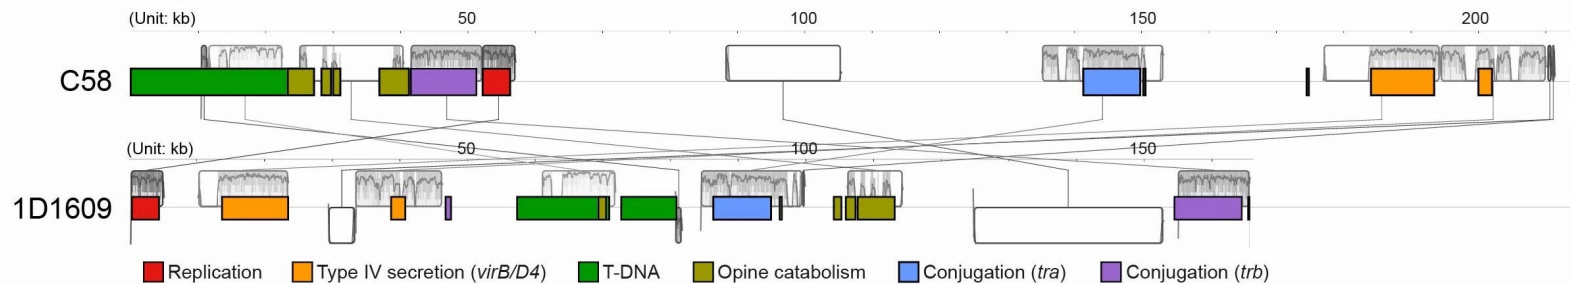 (Unit: kb) 50 100 150 200
C58
(Unit: kb) 50 100 150
1D1609
Replication Type IV secretion (virB/D4) T-DNA Opine catabolism Conjugation (tra) Conjugation (trb)